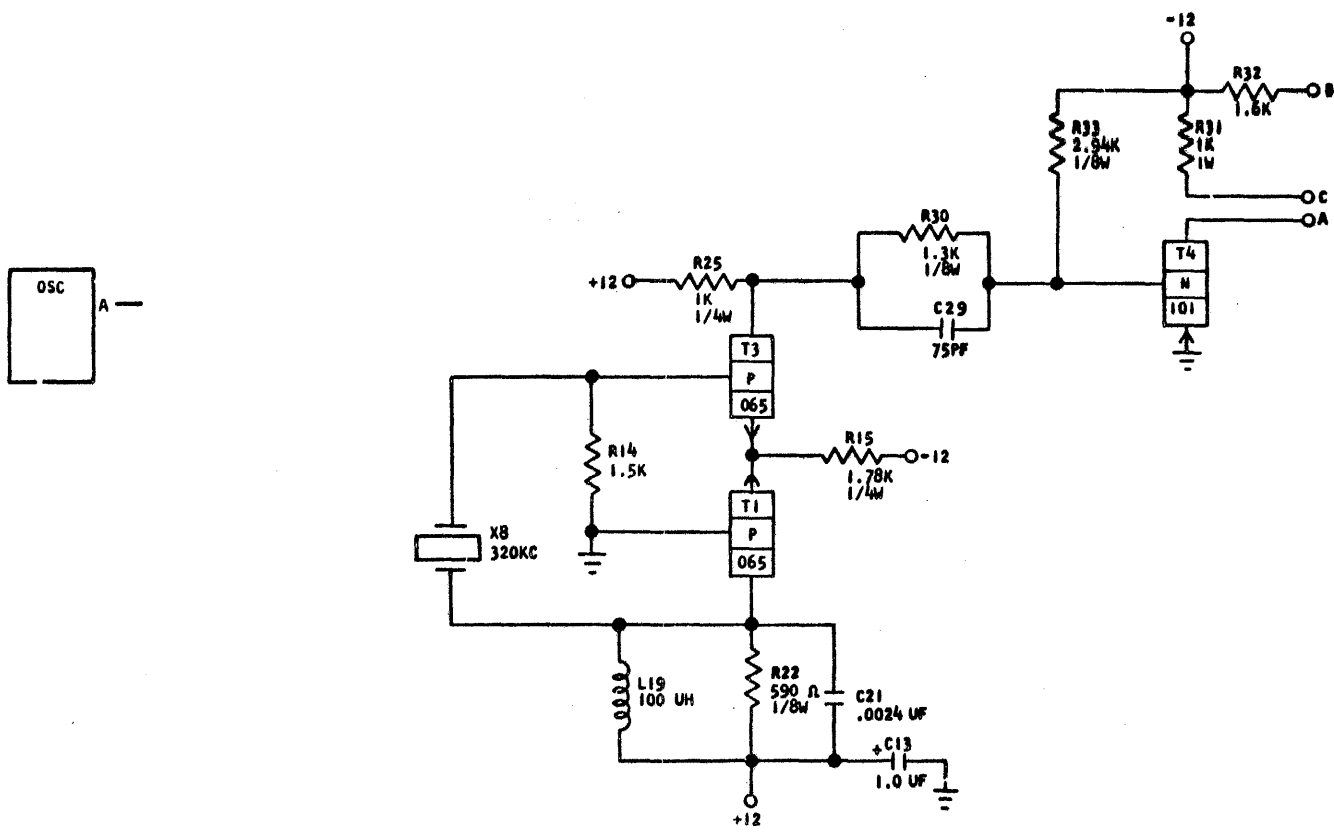 -12
R32
1.6K
B
R33
2.94K
1/8W
R31
1K
1W
C
A
R30
1.3K
1/8W
C29
75PF
T4
N
101
R25
+12
1K
1/4W
OSC
A
T3
P
065
R14
1.5K
R15
-12
1.78K
1/4W
T1
P
065
X8
320KC
L19
100 UH
R22
590 Ω
1/8W
C21
.0024 UF
+C13
1.0 UF
+12